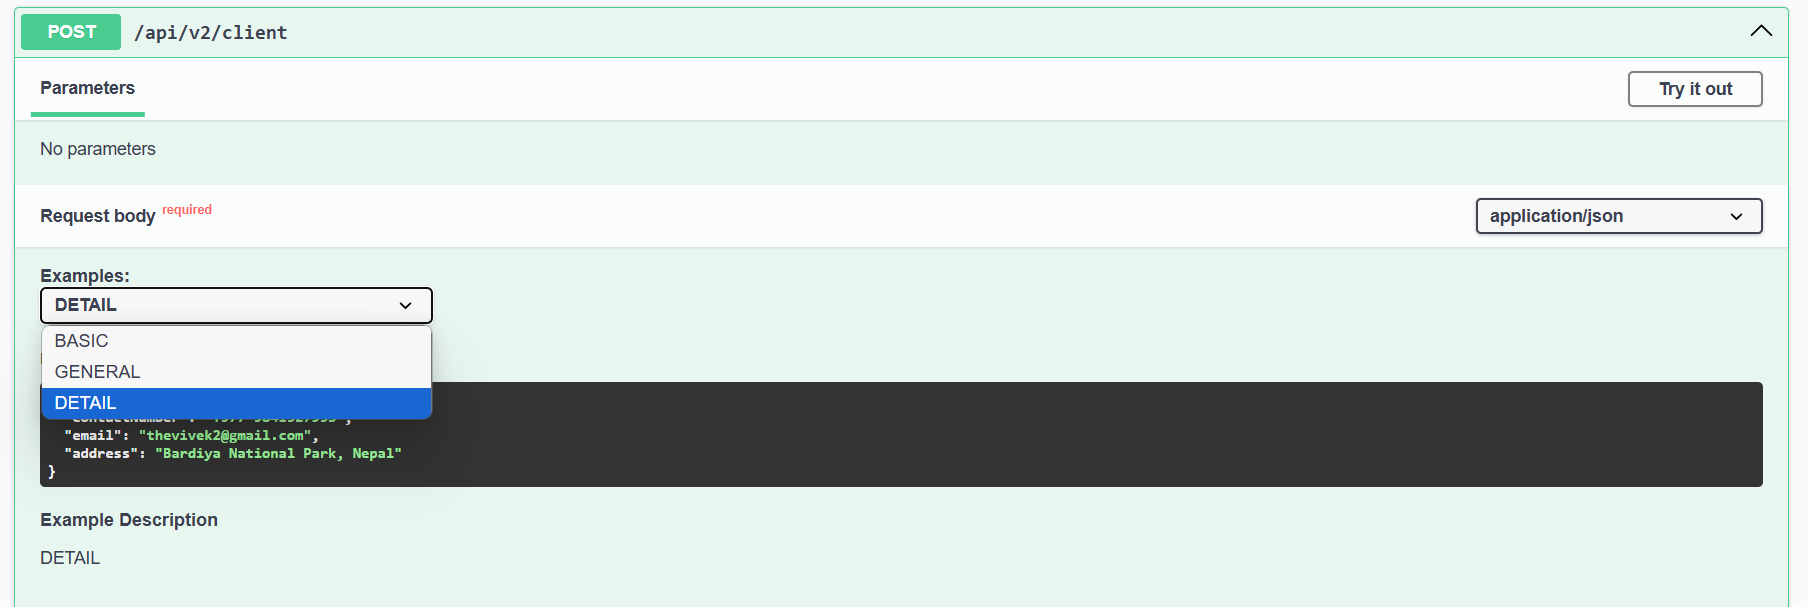 POST /api/v2/client
Parameters
Try it out
No parameters
Request body required
application/json
Examples:
DETAIL
BASIC
GENERAL
DETAIL
"email": "thevivek2@gmail.com",
"address": "Bardiya National Park, Nepal"
}
Example Description
DETAIL